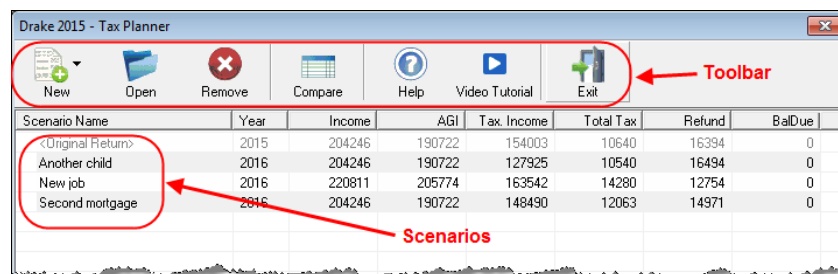 Drake 2015 - Tax Planner
New Open Remove Compare Help Video Tutorial Exit
Toolbar
Scenario Name Year Income AGI Tax. Income Total Tax Refund BalDue
<Original Return> 2015 204246 190722 154003 10640 16394 0
Another child 2016 204246 190722 127925 10540 16494 0
New job 2016 220811 205774 163542 14280 12754 0
Second mortgage 2016 204246 190722 148490 12063 14971 0
Scenarios